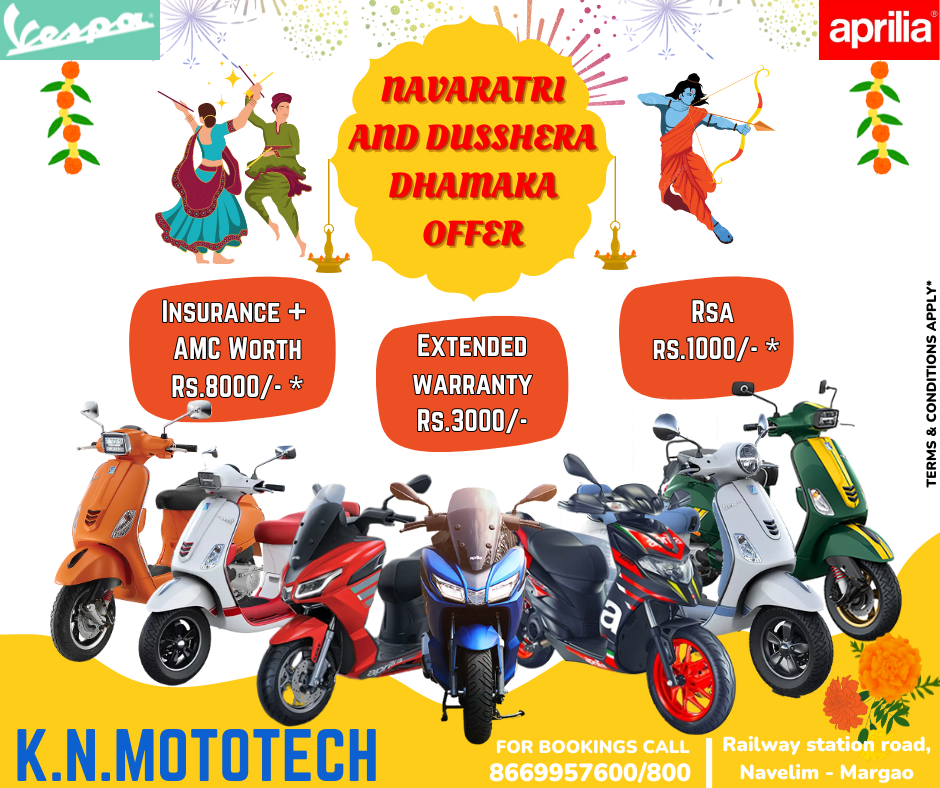 Vespa
aprilia
NAVARATRI
AND DUSSHERA
DHAMAKA
OFFER
INSURANCE +
AMC WORTH
RS.8000/- *
EXTENDED
WARRANTY
RS.3000/-
RSA
RS.1000/- *
TERMS & CONDITIONS APPLY*
aprilia
a
K.N.MOTOTECH
FOR BOOKINGS CALL
8669957600/800
Railway station road,
Navelim - Margao